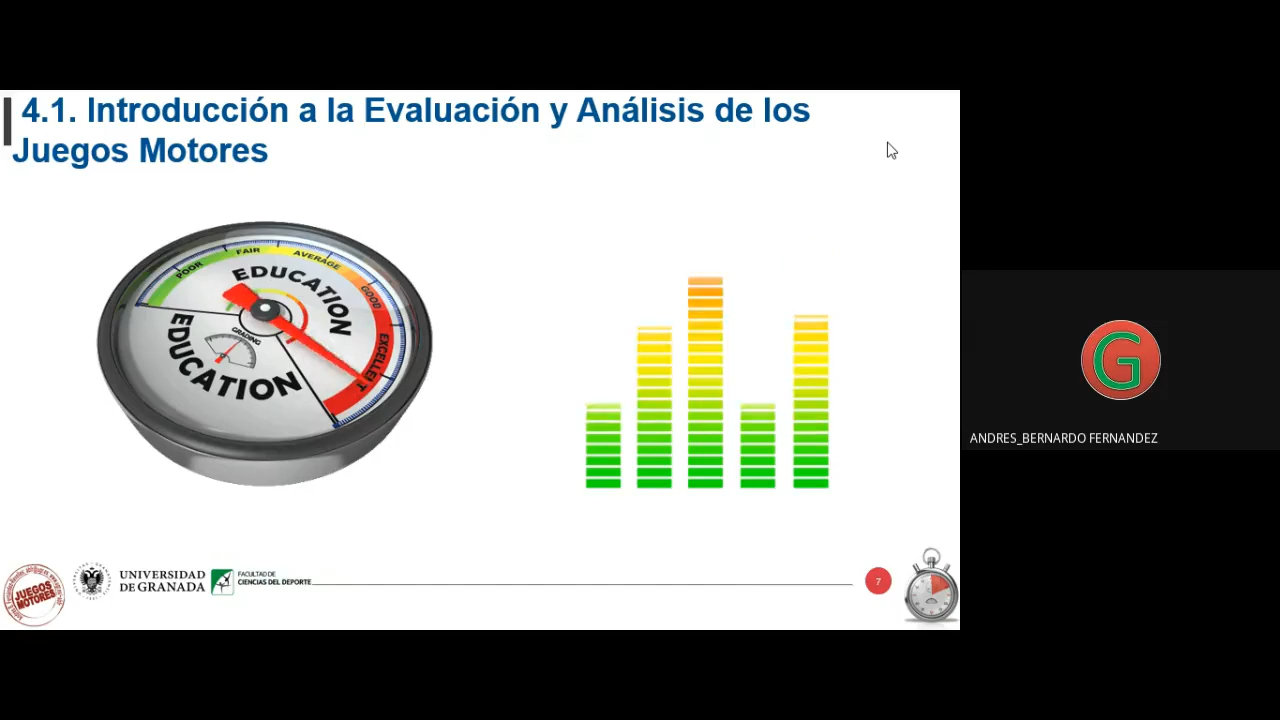 4.1. Introducción a la Evaluación y Análisis de los
Juegos Motores
POOR
FAIR
AVERAGE
GOOD
EXCELLE T
EDUCATION
GRADING
EDUCATION
G
ANDRES_BERNARDO FERNANDEZ
JUEGOS
MOTORES
UNIVERSIDAD
DE GRANADA
FACULTAD DE
CIENCIAS DEL DEPORTE
7